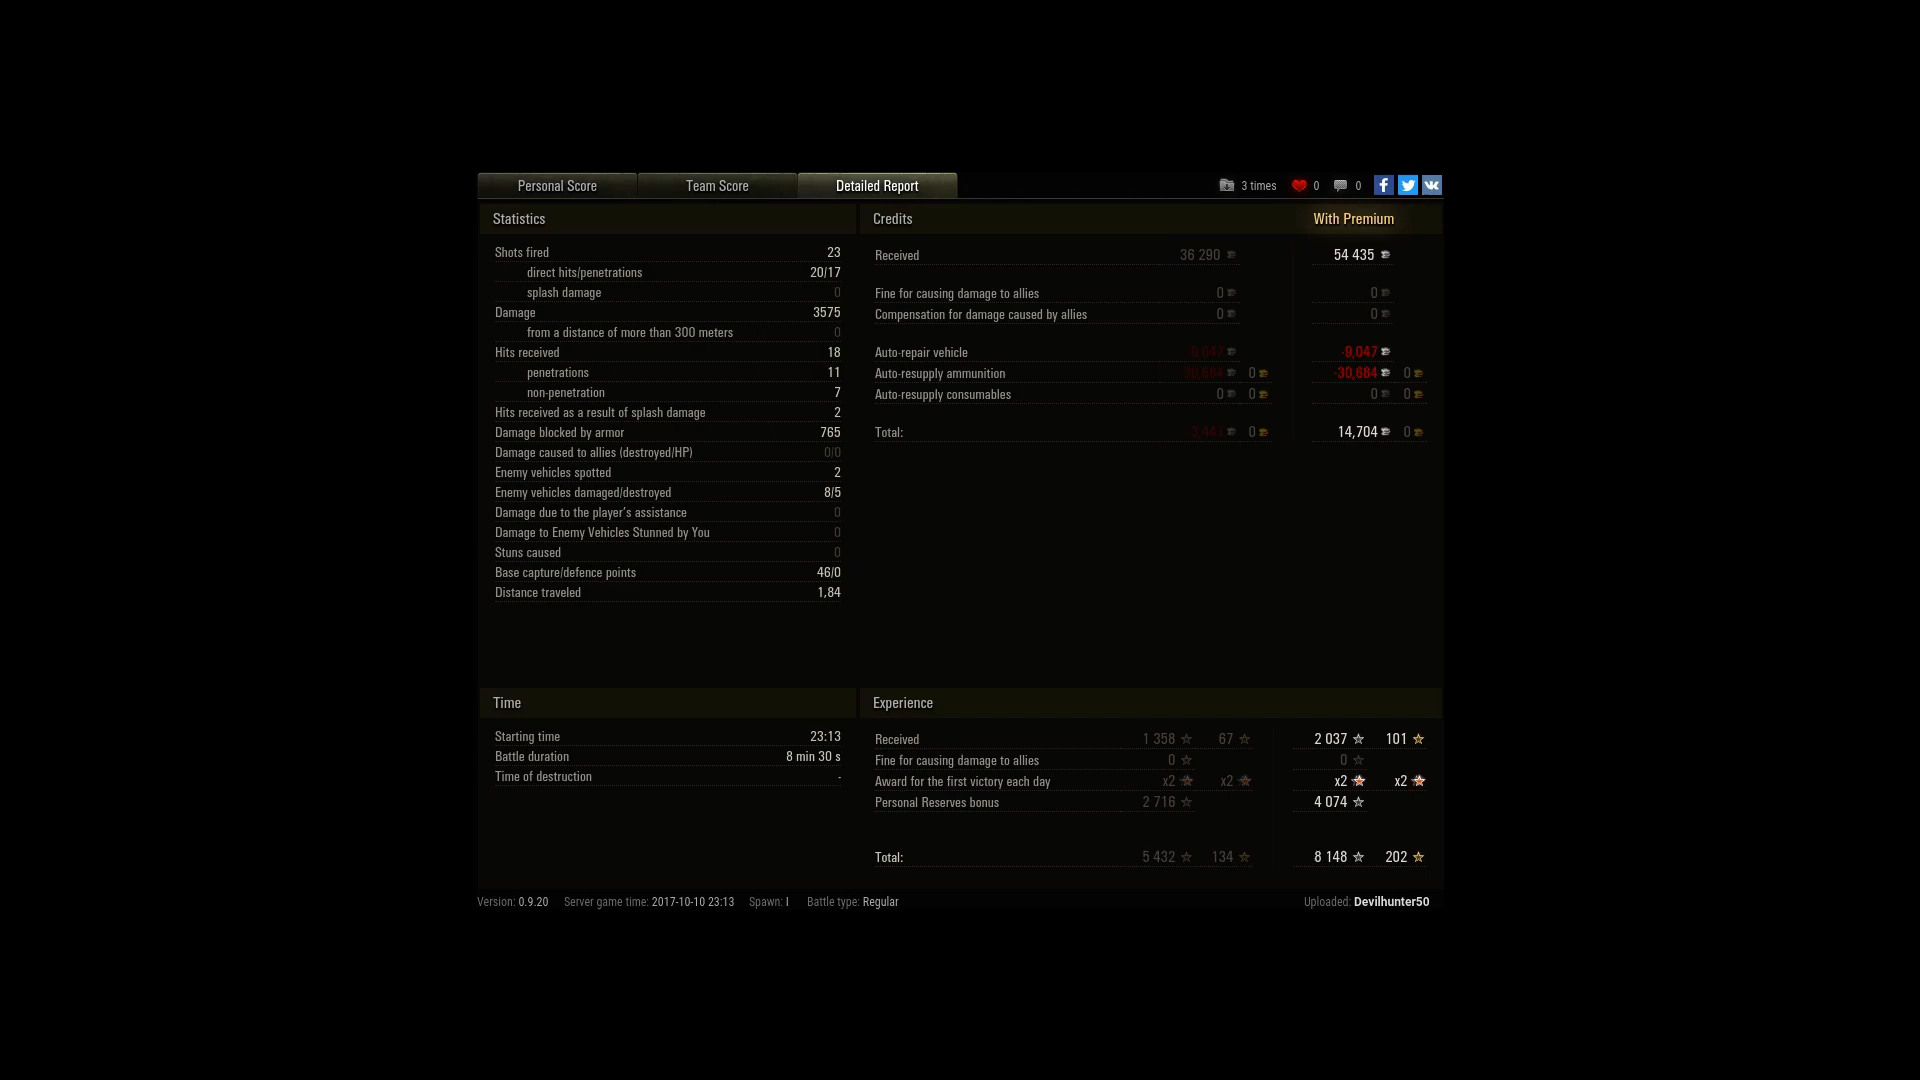 Personal Score Team Score Detailed Report 3 times 0 0
Statistics
Shots fired 23
direct hits/penetrations 20/17
splash damage 0
Damage 3575
from a distance of more than 300 meters 0
Hits received 18
penetrations 11
non-penetration 7
Hits received as a result of splash damage 2
Damage blocked by armor 765
Damage caused to allies (destroyed/HP) 0/0
Enemy vehicles spotted 2
Enemy vehicles damaged/destroyed 8/5
Damage due to the player's assistance 0
Damage to Enemy Vehicles Stunned by You 0
Stuns caused 0
Base capture/defence points 46/0
Distance traveled 1,84
Credits With Premium
Received 36 290 54 435
Fine for causing damage to allies 0 0
Compensation for damage caused by allies 0 0
Auto-repair vehicle -9,047 -9,047
Auto-resupply ammunition -30,684 0 -30,684 0
Auto-resupply consumables 0 0 0 0
Total: -3,441 0 14,704 0
Time
Starting time 23:13
Battle duration 8 min 30 s
Time of destruction -
Experience
Received 1 358 67 2 037 101
Fine for causing damage to allies 0 0
Award for the first victory each day x2 x2 x2 x2
Personal Reserves bonus 2 716 4 074
Total: 5 432 134 8 148 202
Version: 0.9.20 Server game time: 2017-10-10 23:13 Spawn: I Battle type: Regular Uploaded: Devilhunter50